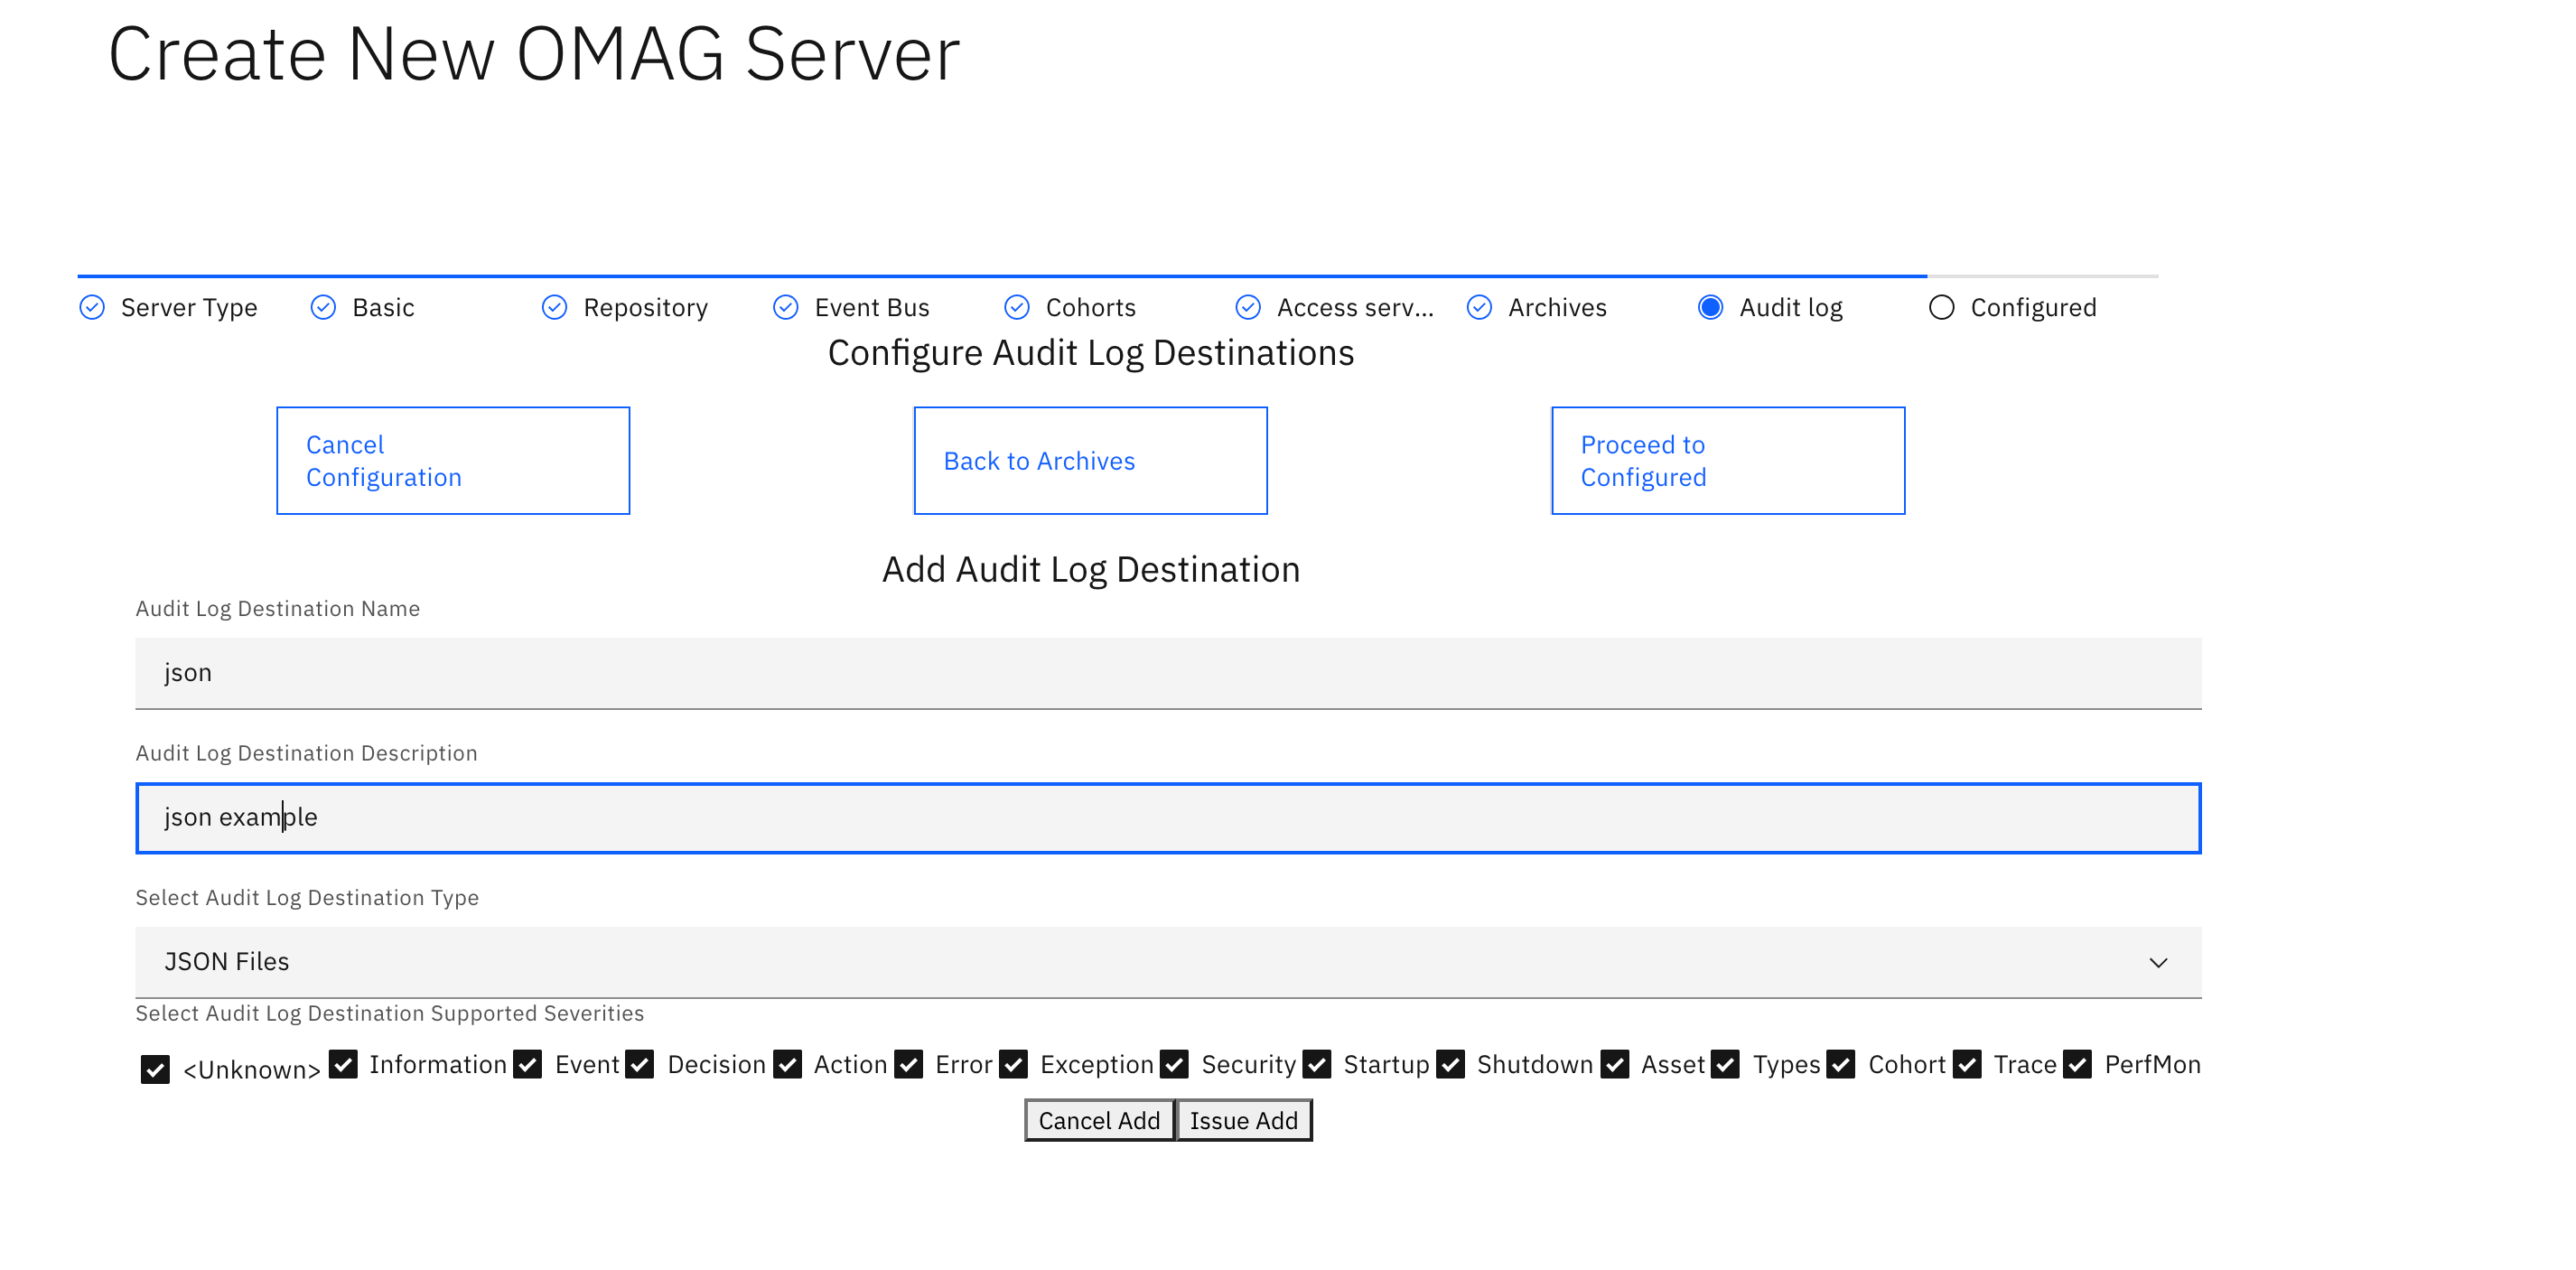 Create New OMAG Server
Server Type Basic Repository Event Bus Cohorts Access serv... Archives Audit log Configured
Configure Audit Log Destinations
Cancel
Configuration
Back to Archives
Proceed to
Configured
Add Audit Log Destination
Audit Log Destination Name
json
Audit Log Destination Description
json example
Select Audit Log Destination Type
JSON Files
Select Audit Log Destination Supported Severities
<Unknown> Information Event Decision Action Error Exception Security Startup Shutdown Asset Types Cohort Trace PerfMon
Cancel Add Issue Add